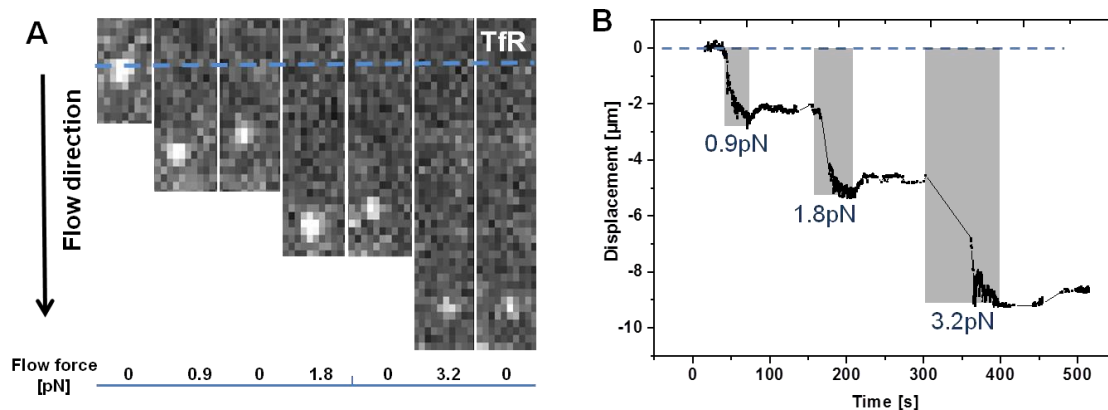 A
TfR
Flow direction
Flow force
[pN]
0 0.9 0 1.8 0 3.2 0
B
Displacement [µm]
0
-2
-4
-6
-8
-10
0.9pN
1.8pN
3.2pN
0 100 200 300 400 500
Time [s]